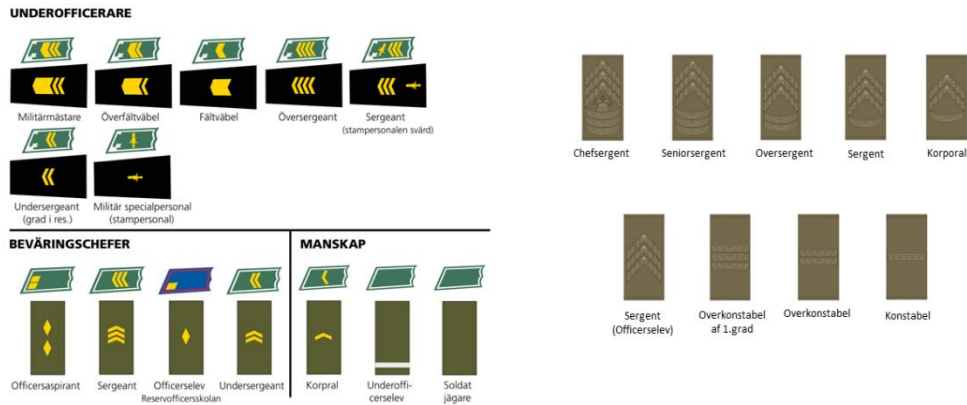 UNDEROFFICERARE
Militärmästare
Överfältväbel
Fältväbel
Översergeant
Sergeant
(stampersonalen svärd)
Undersergeant
(grad i res.)
Militär specialpersonal
(stampersonal)
BEVÄRINGSCHEFER
Officersaspirant
Sergeant
Officerselev
Reservofficersskolan
Undersergeant
MANSKAP
Korpral
Underoffi-
cerselev
Soldat
jägare
Chefsergent
Seniorsergent
Oversergent
Sergent
Korporal
Sergent
(Officerselev)
Overkonstabel
af 1.grad
Overkonstabel
Konstabel